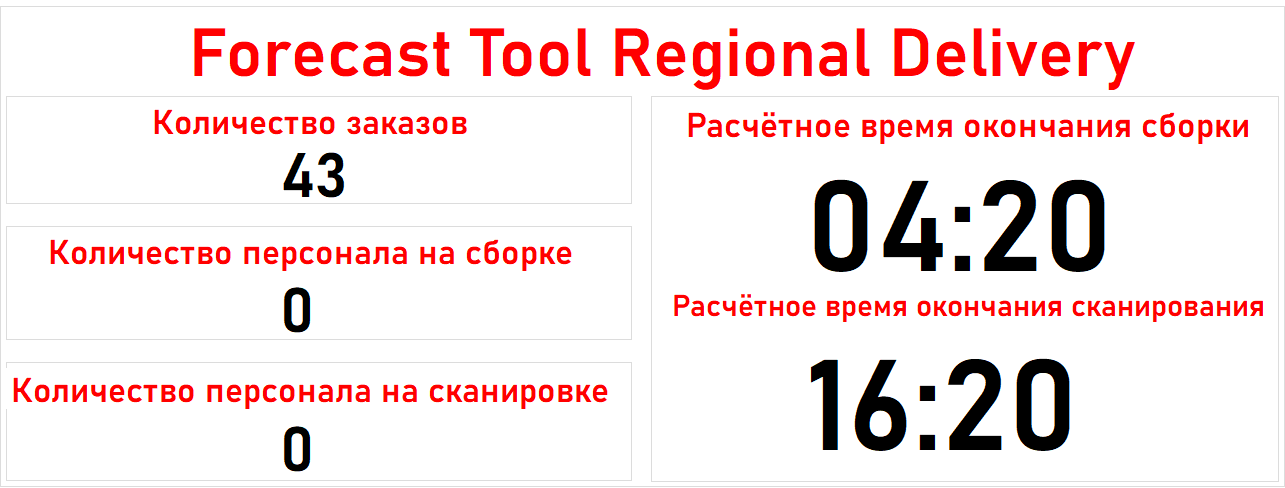 Forecast Tool Regional Delivery
Количество заказов
43
Количество персонала на сборке
0
Количество персонала на сканировке
0
Расчётное время окончания сборки
04:20
Расчётное время окончания сканирования
16:20